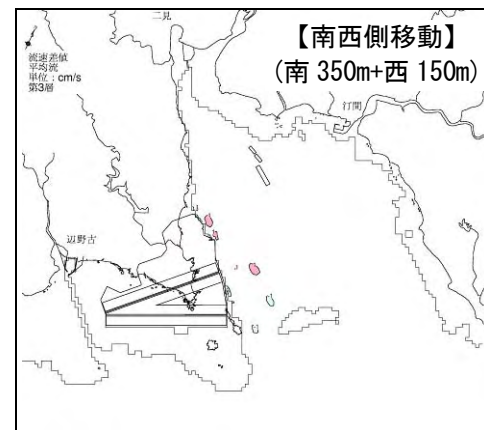 二見
【南西側移動】
(南 350m+西 150m)
流速差値
平均流
単位：cm/s
第3層
汀間
辺野古